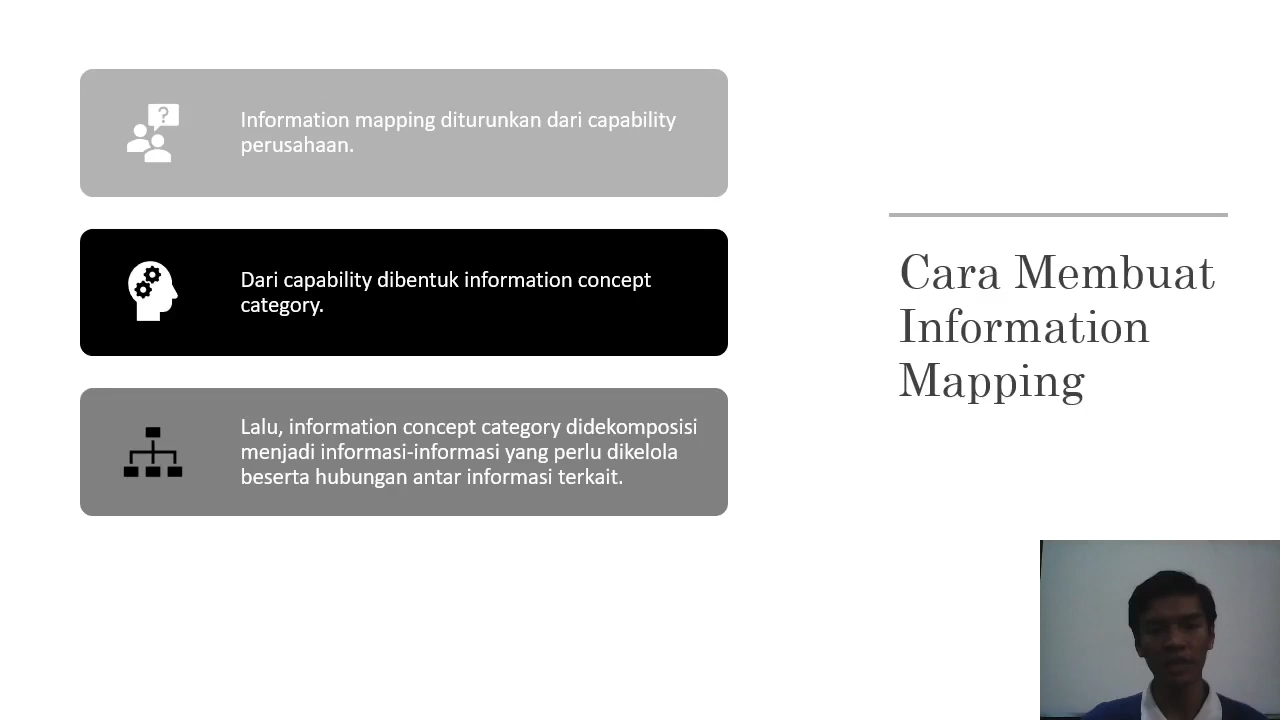 Information mapping diturunkan dari capability
perusahaan.
Dari capability dibentuk information concept
category.
Lalu, information concept category didekomposisi
menjadi informasi-informasi yang perlu dikelola
beserta hubungan antar informasi terkait.
Cara Membuat
Information
Mapping
?